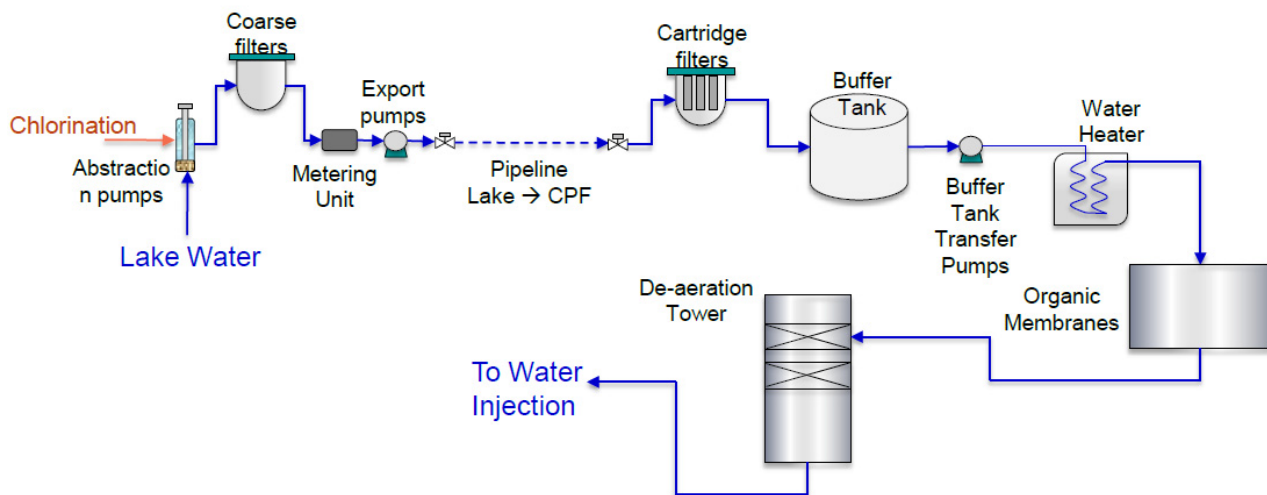 Coarse
filters
Chlorination
Abstractio
n pumps
Lake Water
Metering
Unit
Export
pumps
Pipeline
Lake → CPF
Cartridge
filters
Buffer
Tank
Buffer
Tank
Transfer
Pumps
Water
Heater
Organic
Membranes
De-aeration
Tower
To Water
Injection